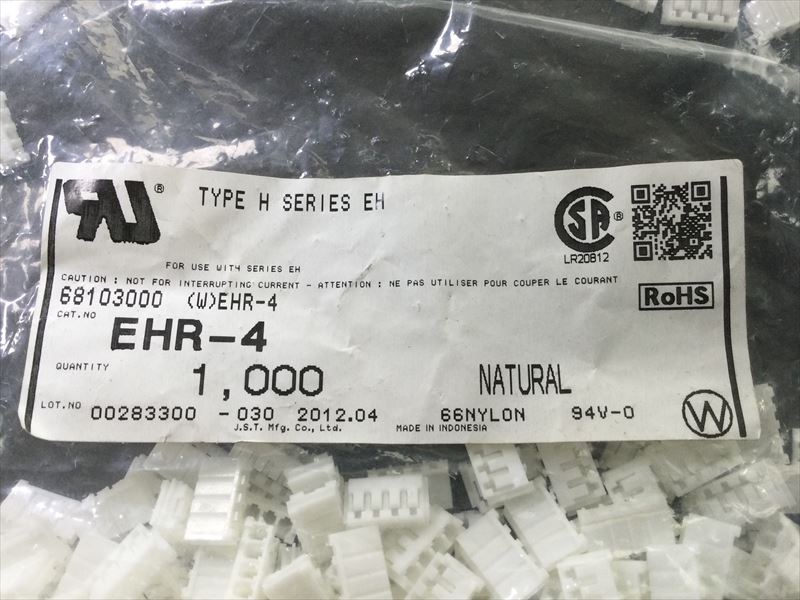 TYPE H SERIES EH
LR20812
FOR USE WITH SERIES EH
CAUTION : NOT FOR INTERRUPTING CURRENT - ATTENTION : NE PAS UTILISER POUR COUPER LE COURANT
68103000 (W)EHR-4
RoHS
CAT.NO
EHR-4
QUANTITY
1,000 NATURAL
LOT.NO 00283300 -030 2012.04 66NYLON 94V-0
J.S.T. Mfg. Co., Ltd. MADE IN INDONESIA
W